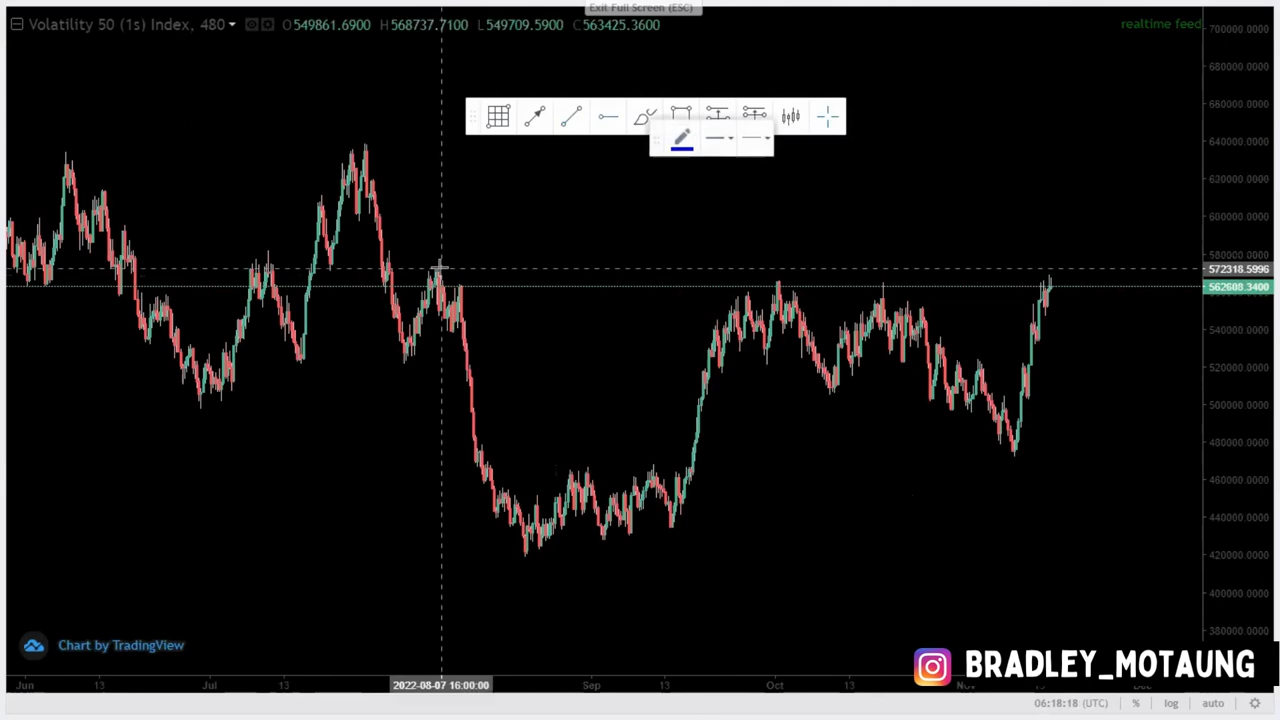 Exit Full Screen (ESC)
Volatility 50 (1s) Index, 480
O549861.6900 H568737.7100 L549709.5900 C563425.3600
realtime feed
700000.0000
680000.0000
660000.0000
640000.0000
620000.0000
600000.0000
580000.0000
572318.5996
562608.3400
540000.0000
520000.0000
500000.0000
480000.0000
460000.0000
440000.0000
420000.0000
400000.0000
380000.0000
Chart by TradingView
BRADLEY_MOTAUNG
Jun 13 Jul 13 2022-08-07 16:00:00 Sep 13 Oct 13 Nov Dec
06:18:18 (UTC) % log auto